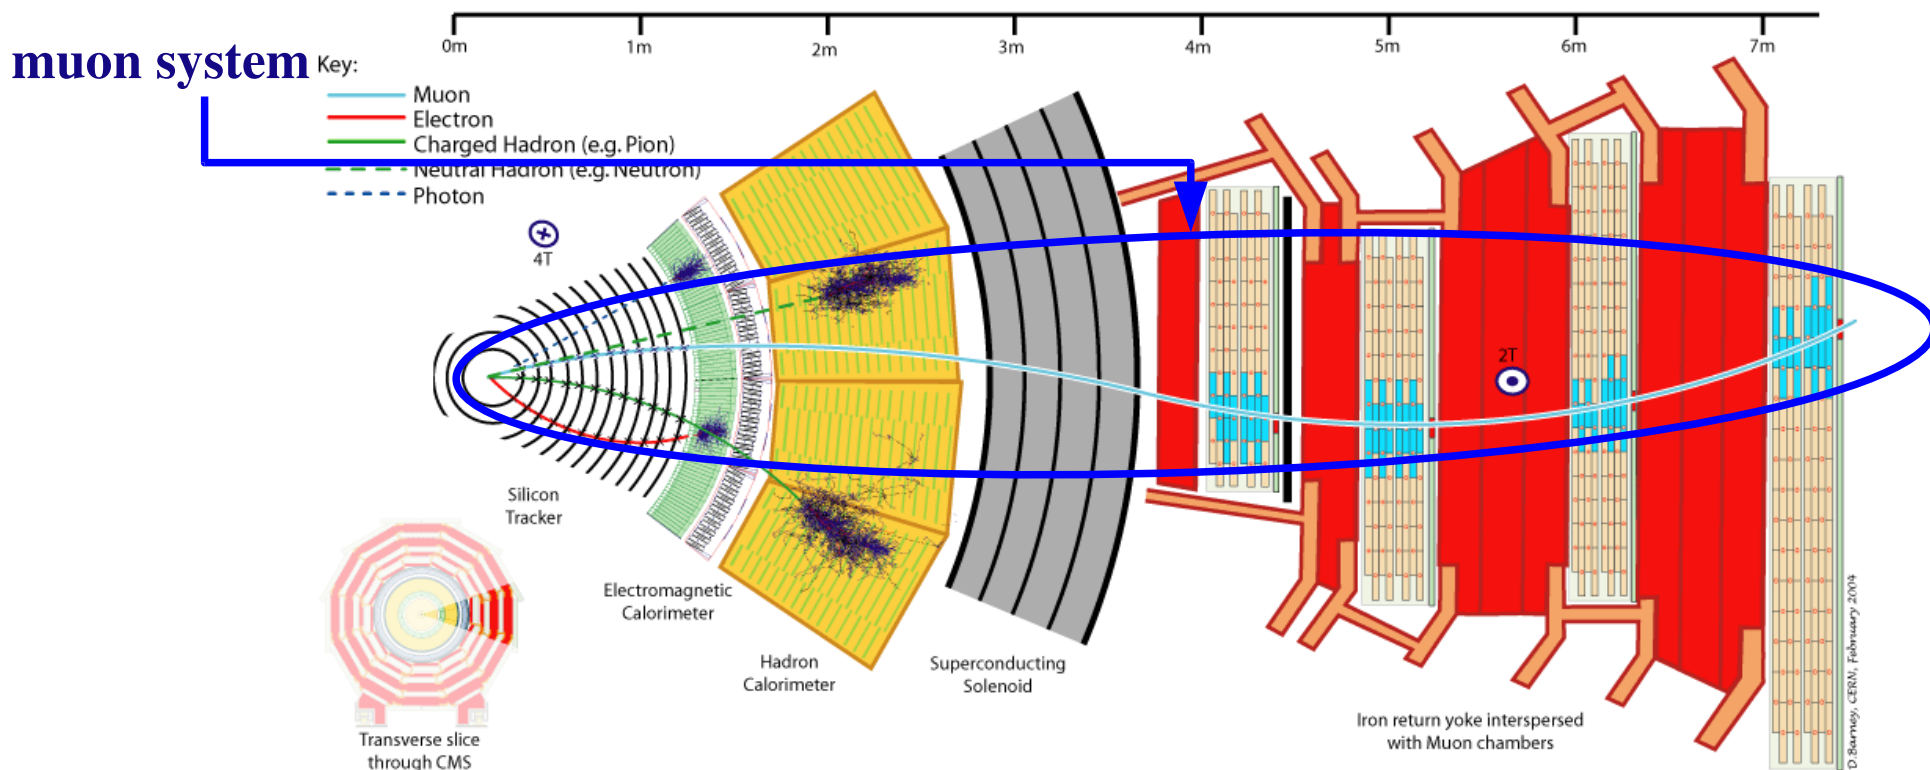 0m 1m 2m 3m 4m 5m 6m 7m
muon system
Key:
Muon
Electron
Charged Hadron (e.g. Pion)
Neutral Hadron (e.g. Neutron)
Photon
4T
2T
Silicon
Tracker
Electromagnetic
Calorimeter
Hadron
Calorimeter
Superconducting
Solenoid
Iron return yoke interspersed
with Muon chambers
Transverse slice
through CMS
D.Barney, CERN, February 2004